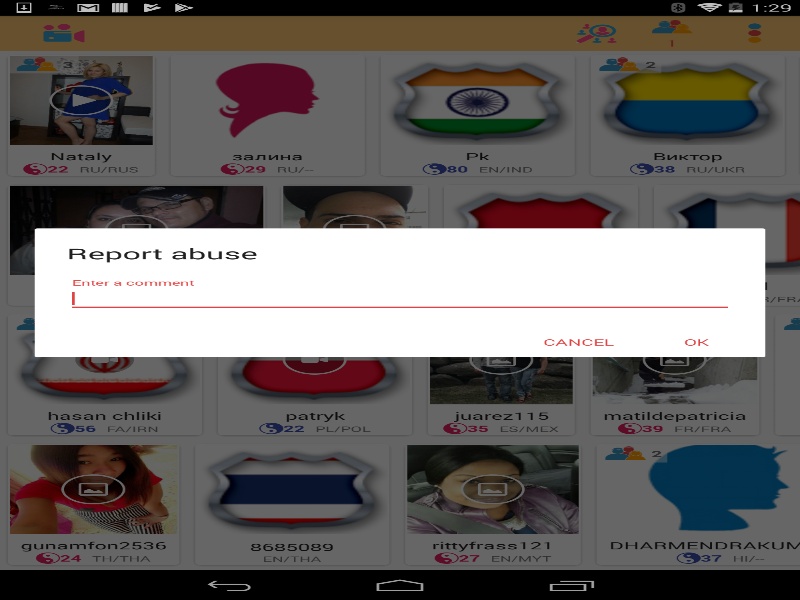 1:29
3
2
Nataly
залина
Pk
Виктор
22 RU/RUS
29 RU/--
80 EN/IND
38 RU/UKR
Report abuse
Enter a comment
CANCEL
OK
hasan chliki
patryk
juarez115
matildepatricia
56 FA/IRN
22 PL/POL
35 ES/MEX
39 FR/FRA
2
gunamfon2536
8685089
rittyfrass121
DHARMENDRAKUM
24 TH/THA
EN/THA
27 EN/MYT
37 HI/--